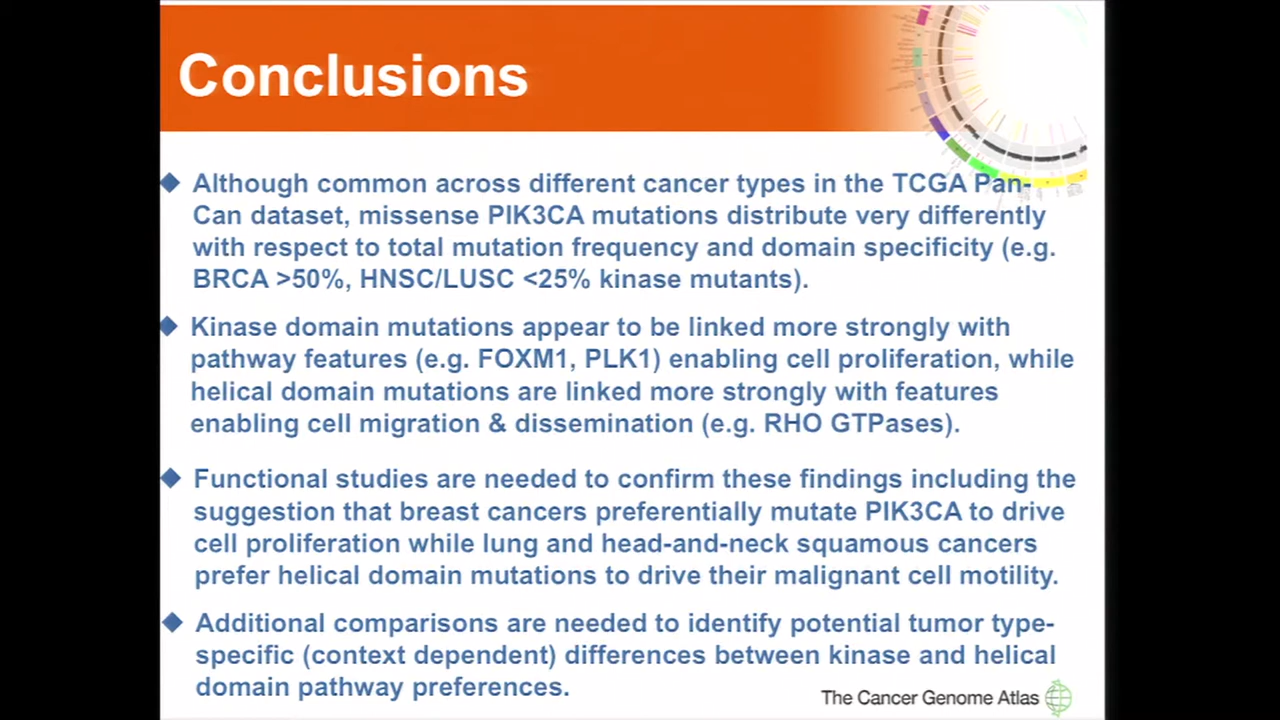 Conclusions
Although common across different cancer types in the TCGA Pan-
Can dataset, missense PIK3CA mutations distribute very differently
with respect to total mutation frequency and domain specificity (e.g.
BRCA >50%, HNSC/LUSC <25% kinase mutants).
Kinase domain mutations appear to be linked more strongly with
pathway features (e.g. FOXM1, PLK1) enabling cell proliferation, while
helical domain mutations are linked more strongly with features
enabling cell migration & dissemination (e.g. RHO GTPases).
Functional studies are needed to confirm these findings including the
suggestion that breast cancers preferentially mutate PIK3CA to drive
cell proliferation while lung and head-and-neck squamous cancers
prefer helical domain mutations to drive their malignant cell motility.
Additional comparisons are needed to identify potential tumor type-
specific (context dependent) differences between kinase and helical
domain pathway preferences.
The Cancer Genome Atlas